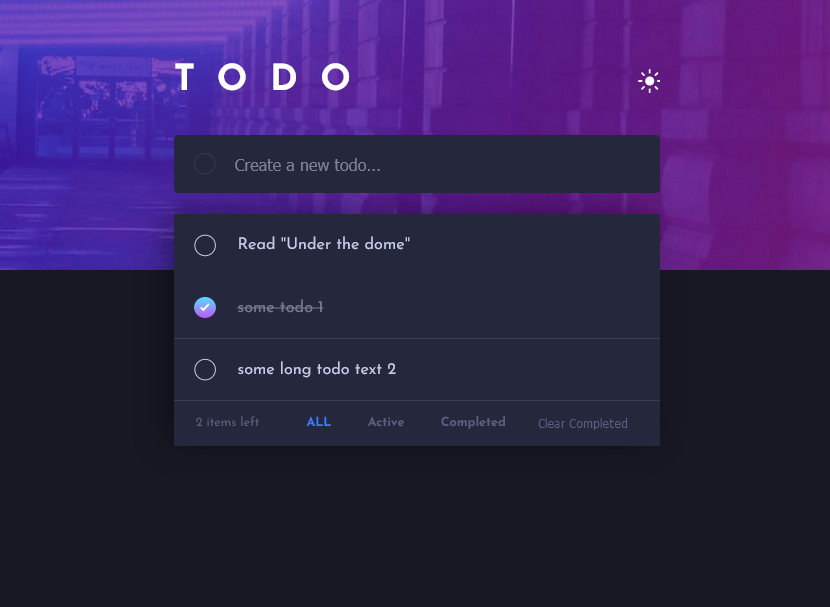 TODO
Create a new todo...
Read "Under the dome"
some todo 1
some long todo text 2
2 items left ALL Active Completed Clear Completed